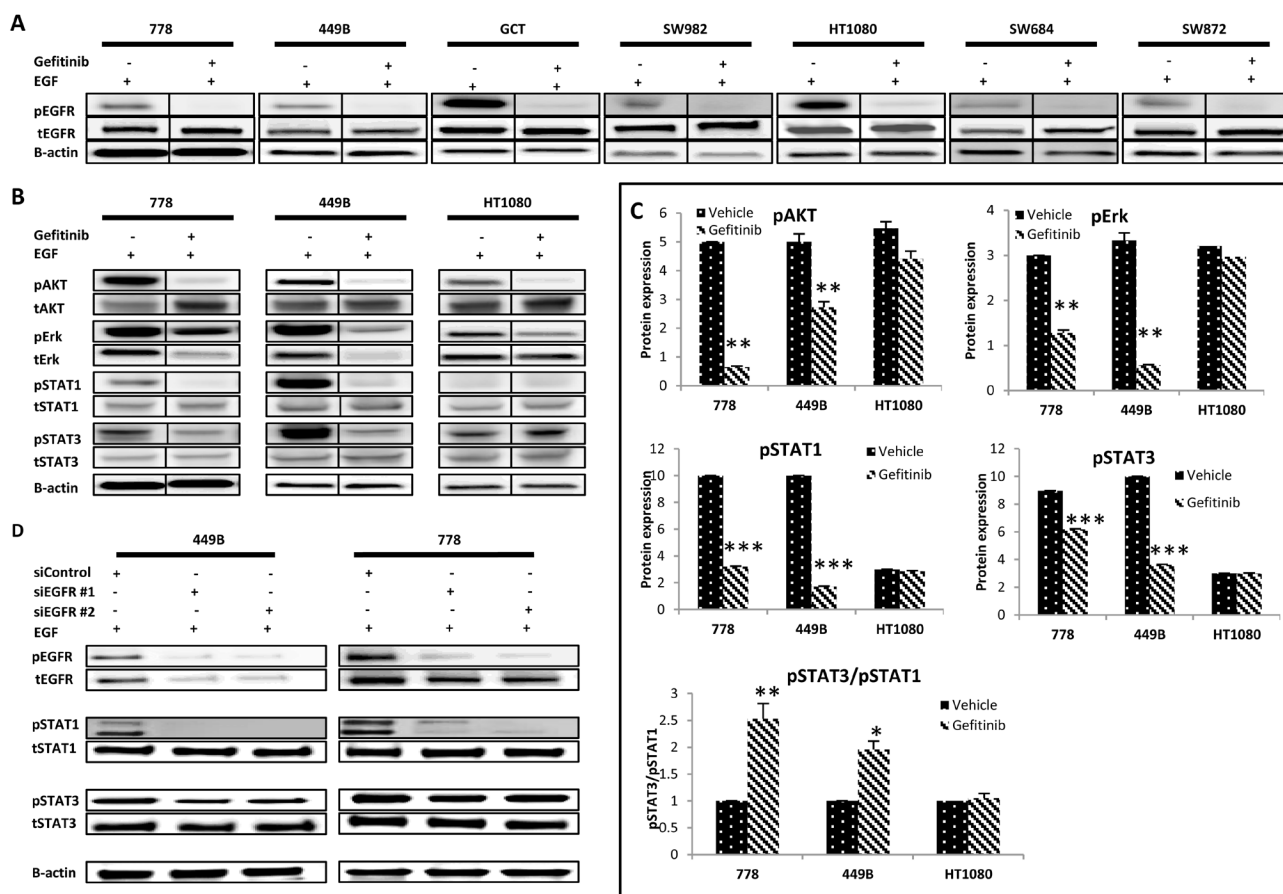 A
778 449B GCT SW982 HT1080 SW684 SW872
Gefitinib - + - + - + - + - + - + - +
EGF + + + + + + + + + + + + + +
pEGFR
tEGFR
B-actin
B
778 449B HT1080
Gefitinib - + - + - +
EGF + + + + + +
pAKT
tAKT
pErk
tErk
pSTAT1
tSTAT1
pSTAT3
tSTAT3
B-actin
C
pAKT
Vehicle
Gefitinib
Protein expression
6
5
4
3
2
1
0
** **
778 449B HT1080
pErk
Vehicle
Gefitinib
Protein expression
4
3
2
1
0
** **
778 449B HT1080
pSTAT1
Vehicle
Gefitinib
Protein expression
10
8
6
4
2
0
*** ***
778 449B HT1080
pSTAT3
Vehicle
Gefitinib
Protein expression
10
8
6
4
2
0
*** ***
778 449B HT1080
pSTAT3/pSTAT1
Vehicle
Gefitinib
pSTAT3/pSTAT1
3
2.5
2
1.5
1
0.5
0
** *
778 449B HT1080
D
449B 778
siControl + - - + - -
siEGFR #1 - + - - + -
siEGFR #2 - - + - - +
EGF + + + + + +
pEGFR
tEGFR
pSTAT1
tSTAT1
pSTAT3
tSTAT3
B-actin